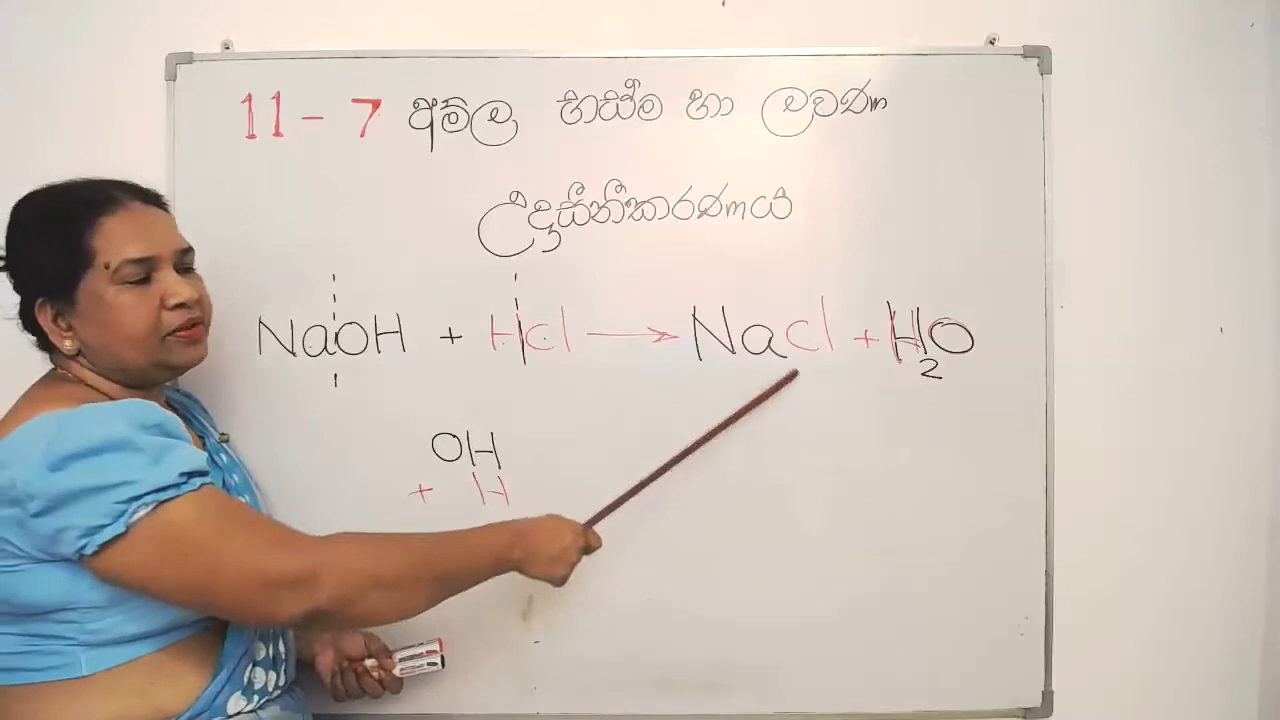 11 - 7 අම්ල භස්ම හා ලවණ
උදාසීනීකරණය
NaOH + HCl → NaCl + H₂O
OH
+ H